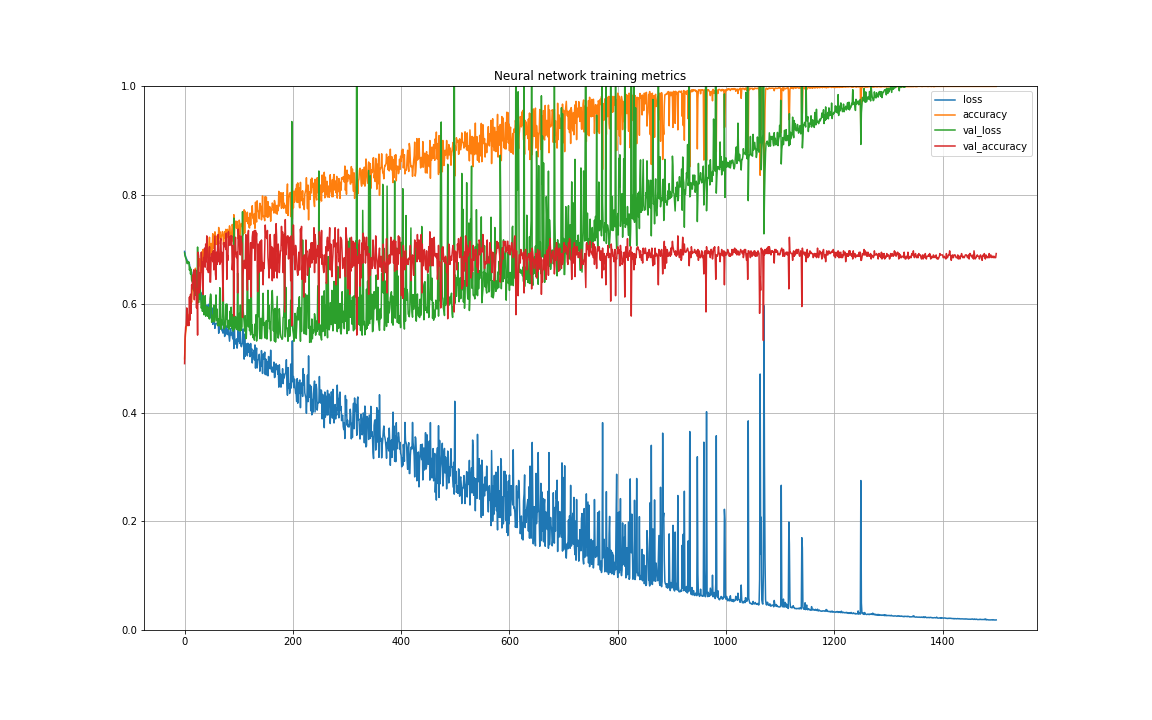 Neural network training metrics
1.0
0.8
0.6
0.4
0.2
0.0
loss
accuracy
val_loss
val_accuracy
0 200 400 600 800 1000 1200 1400